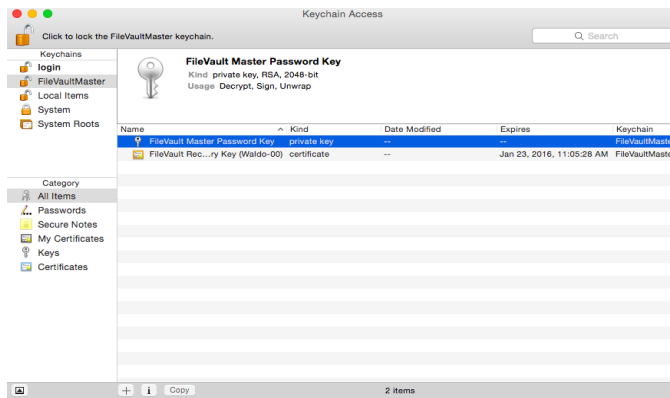 Keychain Access
Click to lock the FileVaultMaster keychain.
Search
Keychains
login
FileVaultMaster
Local Items
System
System Roots
FileVault Master Password Key
Kind private key, RSA, 2048-bit
Usage Decrypt, Sign, Unwrap
Name Kind Date Modified Expires Keychain
FileVault Master Password Key private key -- -- FileVaultMaste
FileVault Rec...ry Key (Waldo-00) certificate -- Jan 23, 2016, 11:05:28 AM FileVaultMaste
Category
All Items
Passwords
Secure Notes
My Certificates
Keys
Certificates
+ i Copy 2 items